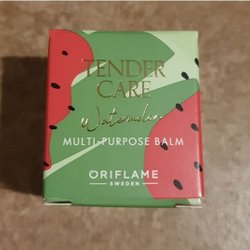 TENDER
CARE
Watermelon
MULTI-PURPOSE BALM
ORIFLAME
SWEDEN